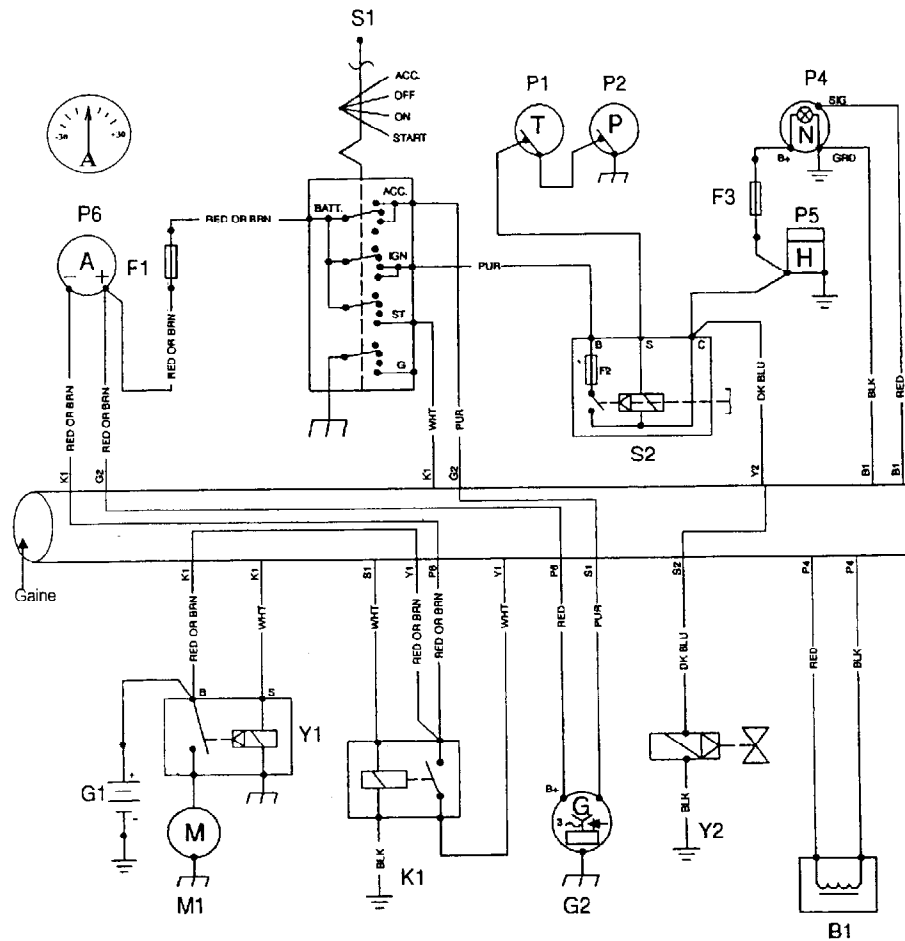 S1
ACC.
OFF
ON
START
P1
P2
P4
SIG
T
P
N
B+
GRD
-30
+30
A
P6
F1
RED OR BRN
BATT.
ACC.
IGN
PUR
ST
G
F3
P5
H
A
-
+
RED OR BRN
B
S
C
F2
S2
RED OR BRN
RED OR BRN
WHT
PUR
DK BLU
BLK
RED
K1
G2
K1
G2
Y2
B1
B1
Gaine
K1
K1
S1
Y1
P6
Y1
P6
S1
S2
P4
P4
RED OR BRN
WHT
WHT
RED OR BRN
RED OR BRN
WHT
RED
PUR
DK BLU
RED
BLK
B
S
Y1
G1
+
-
M
M1
BLK
K1
B+
G
3
G2
BLK
Y2
B1